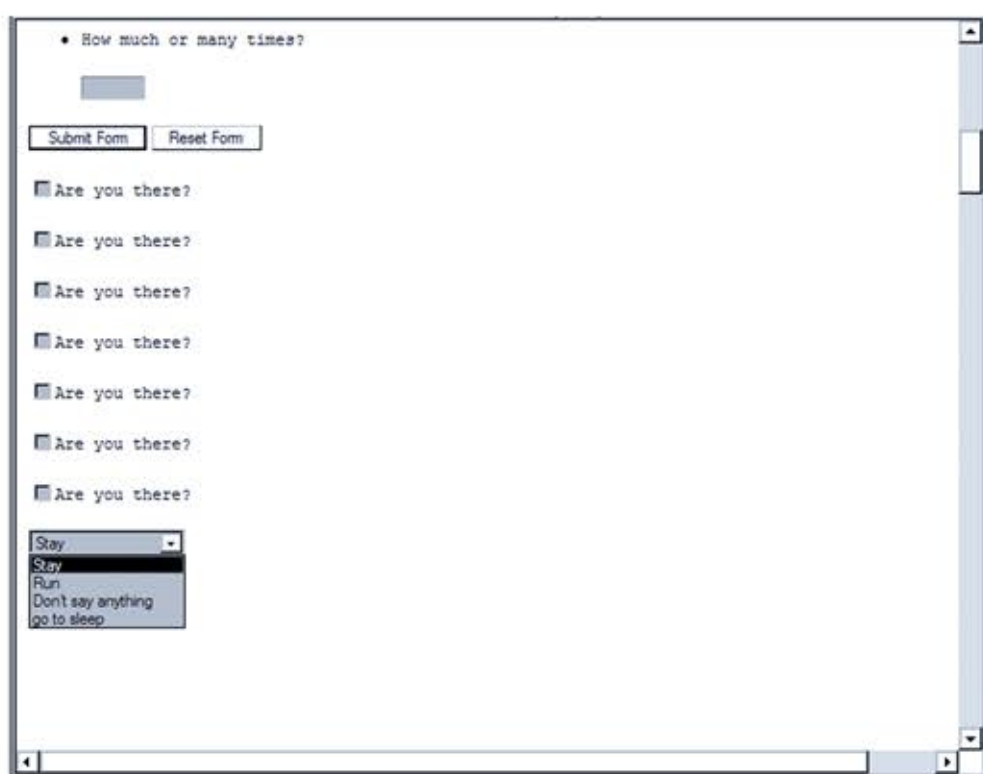 • How much or many times?
Submit Form Reset Form
Are you there?
Are you there?
Are you there?
Are you there?
Are you there?
Are you there?
Are you there?
Stay
Stay
Run
Don't say anything
go to sleep